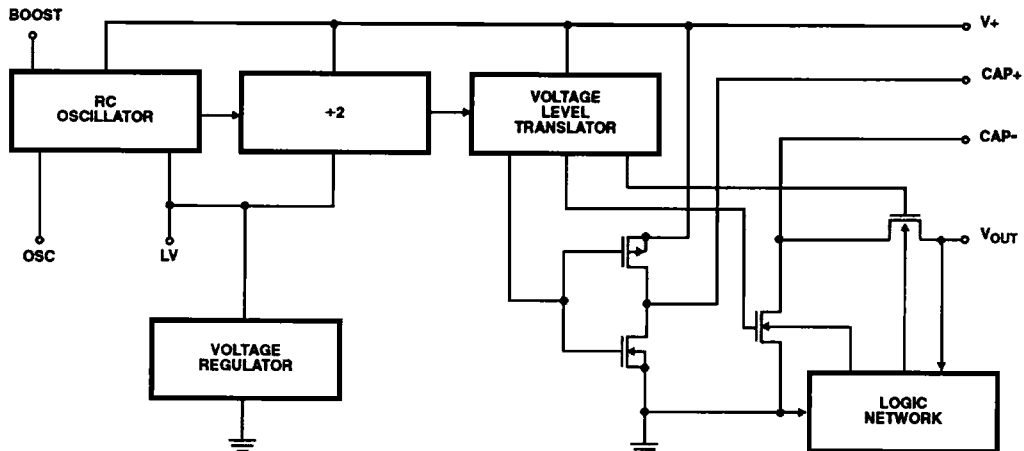 BOOST
V+
RC
OSCILLATOR
÷2
VOLTAGE
LEVEL
TRANSLATOR
CAP+
CAP-
OSC
LV
VOUT
VOLTAGE
REGULATOR
LOGIC
NETWORK